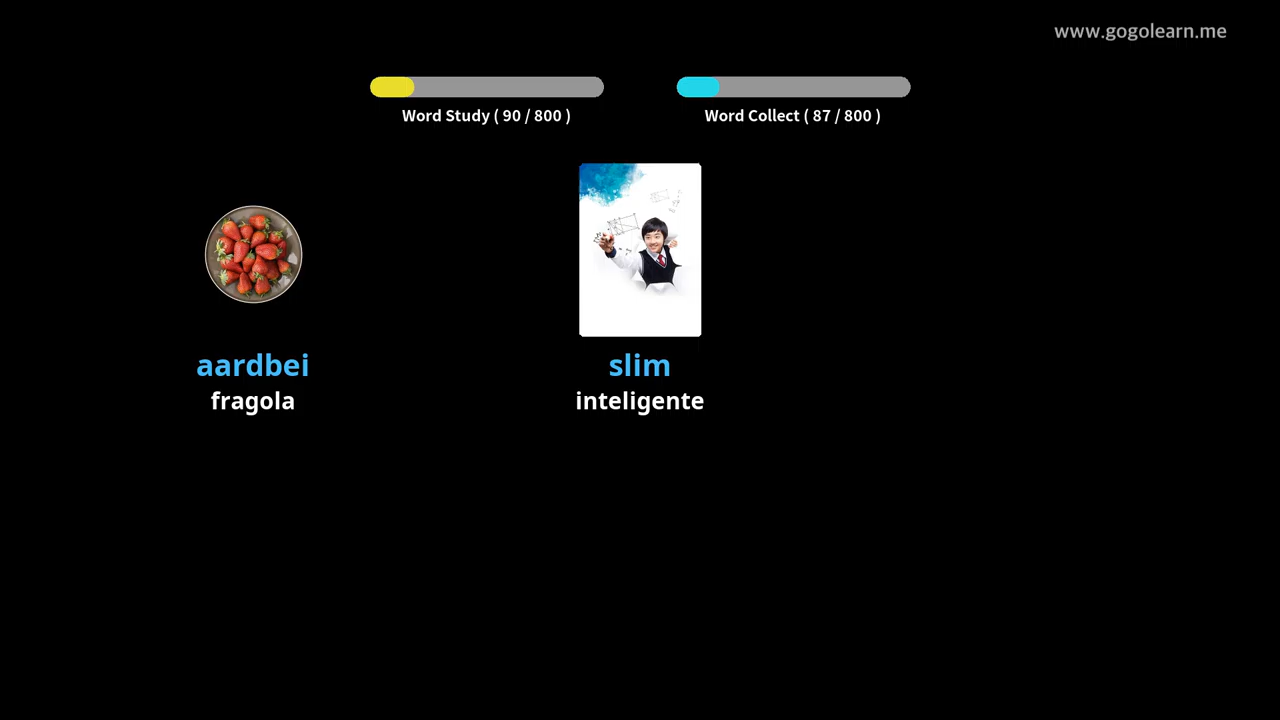 www.gogolearn.me
Word Study ( 90 / 800 )
Word Collect ( 87 / 800 )
aardbei
fragola
slim
inteligente